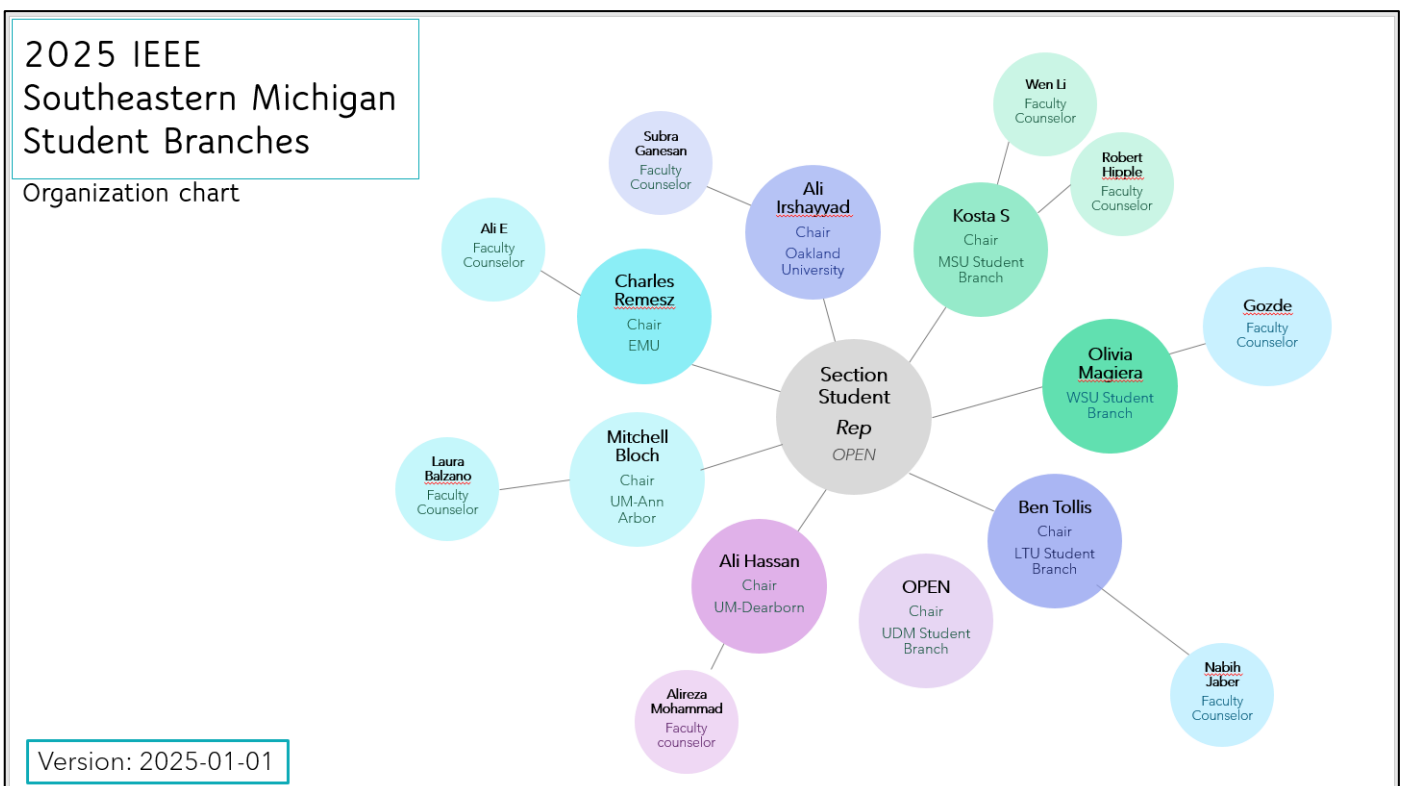 2025 IEEE
Southeastern Michigan
Student Branches
Organization chart
Wen Li
Faculty
Counselor
Robert
Hipple
Faculty
Counselor
Subra
Ganesan
Faculty
Counselor
Ali
Irshayyad
Chair
Oakland
University
Kosta S
Chair
MSU Student
Branch
Ali E
Faculty
Counselor
Charles
Remesz
Chair
EMU
Gozde
Faculty
Counselor
Olivia
Magiera
WSU Student
Branch
Section
Student
Rep
OPEN
Mitchell
Bloch
Chair
UM-Ann
Arbor
Laura
Balzano
Faculty
Counselor
Ben Tollis
Chair
LTU Student
Branch
Ali Hassan
Chair
UM-Dearborn
OPEN
Chair
UDM Student
Branch
Nabih
Jaber
Faculty
Counselor
Alireza
Mohammad
Faculty
counselor
Version: 2025-01-01